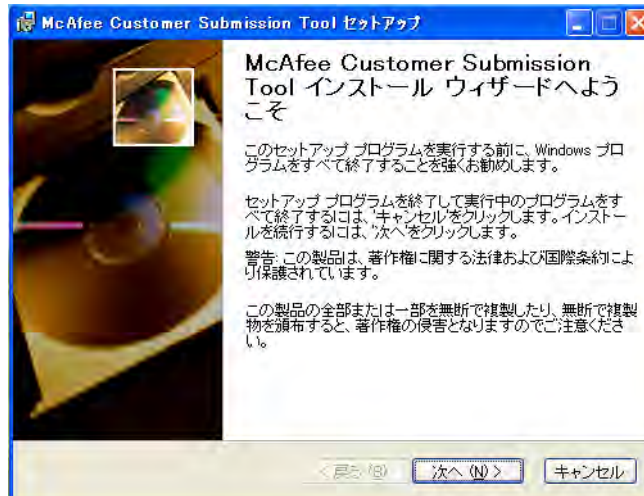 McAfee Customer Submission Tool セットアップ
McAfee Customer Submission
Tool インストール ウィザードへよう
こそ
このセットアップ プログラムを実行する前に、Windows プロ
グラムをすべて終了することを強くお勧めします。
セットアップ プログラムを終了して実行中のプログラムをす
べて終了するには、'キャンセル'をクリックします。インストー
ルを続行するには、'次へ'をクリックします。
警告: この製品は、著作権に関する法律および国際条約によ
り保護されています。
この製品の全部または一部を無断で複製したり、無断で複製
物を頒布すると、著作権の侵害となりますのでご注意くださ
い。
< 戻る(B) 次へ(N) > キャンセル